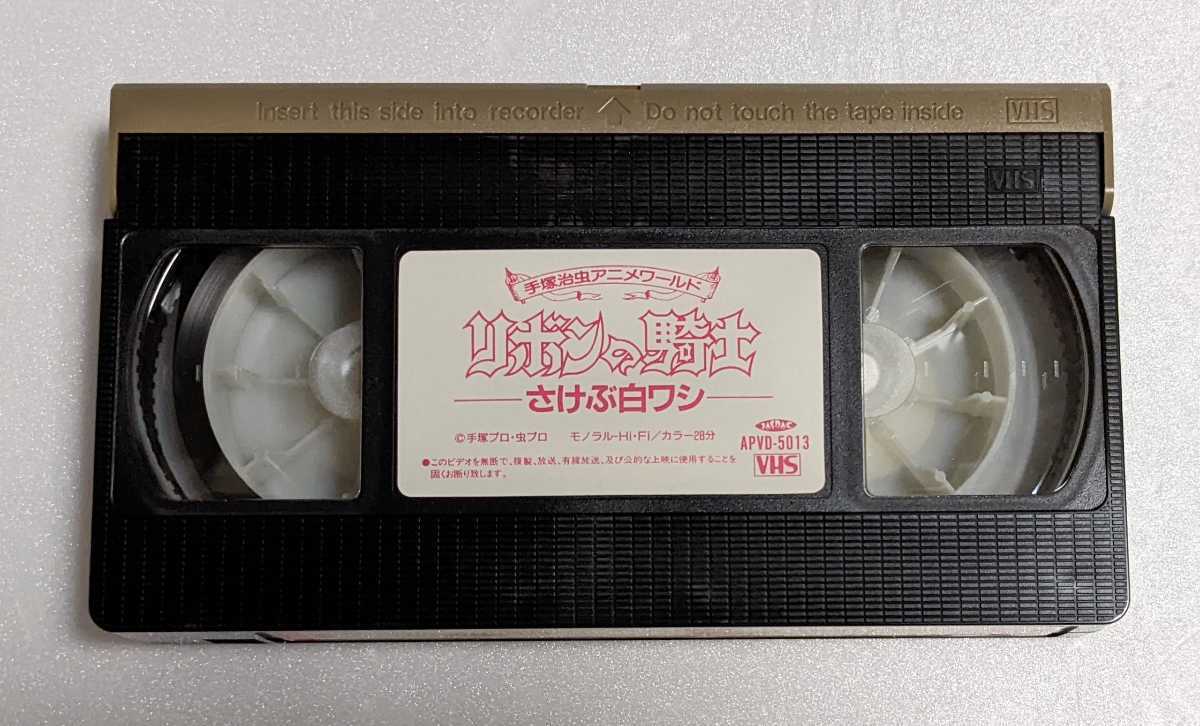 Insert this side into recorder Do not touch the tape inside VHS
VHS
手塚治虫アニメワールド
リボンの騎士
さけぶ白ワシ
©手塚プロ・虫プロ モノラル-Hi・Fi/カラー28分
APVD-5013
●このビデオを無断で、複製、放送、有線放送、及び公的な上映に使用することを
固くお断り致します。
VHS